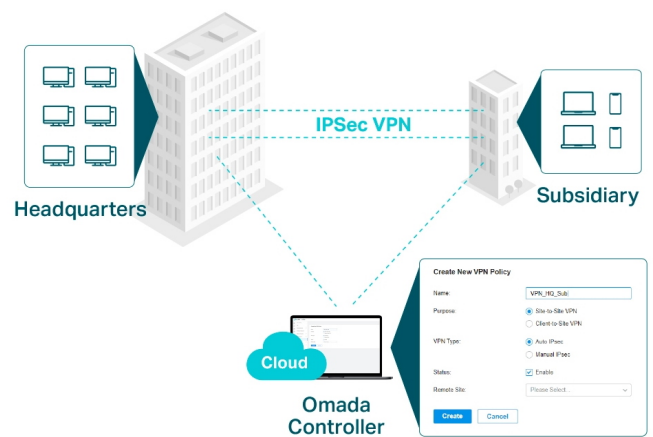 IPSec VPN
Headquarters
Subsidiary
Cloud
Omada
Controller
Create New VPN Policy
Name:
VPN_HQ_Sub
Purpose:
Site-to-Site VPN
Client-to-Site VPN
VPN Type:
Auto IPsec
Manual IPsec
Status:
Enable
Remote Site:
Please Select...
Create
Cancel